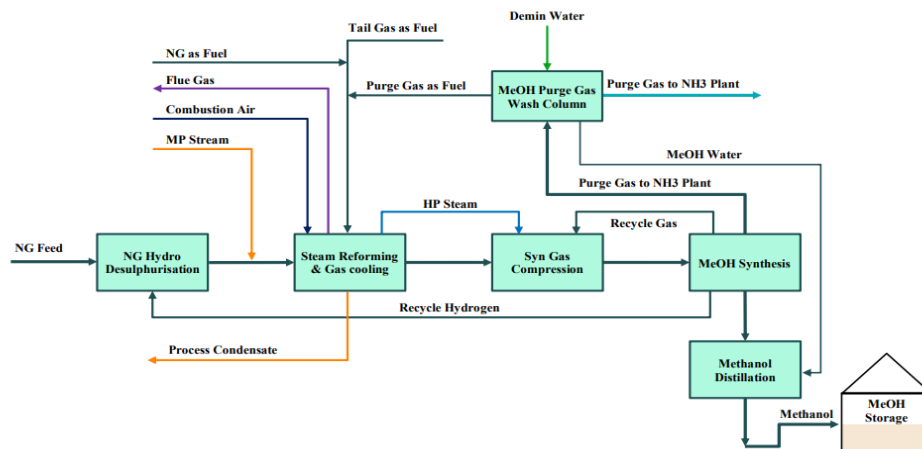 Demin Water
Tail Gas as Fuel
NG as Fuel
Flue Gas
Purge Gas as Fuel
MeOH Purge Gas
Wash Column
Purge Gas to NH3 Plant
Combustion Air
MP Stream
MeOH Water
Purge Gas to NH3 Plant
HP Steam
Recycle Gas
NG Feed
NG Hydro
Desulphurisation
Steam Reforming
& Gas cooling
Syn Gas
Compression
MeOH Synthesis
Recycle Hydrogen
Process Condensate
Methanol
Distillation
Methanol
MeOH
Storage